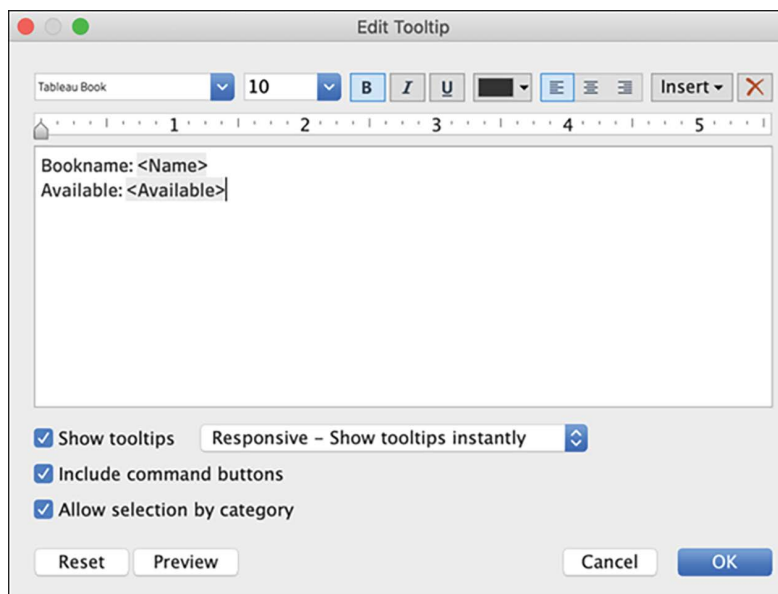 Edit Tooltip
Tableau Book 10 B I U Insert
1 2 3 4 5
Bookname: <Name>
Available: <Available>
Show tooltips Responsive – Show tooltips instantly
Include command buttons
Allow selection by category
Reset Preview Cancel OK